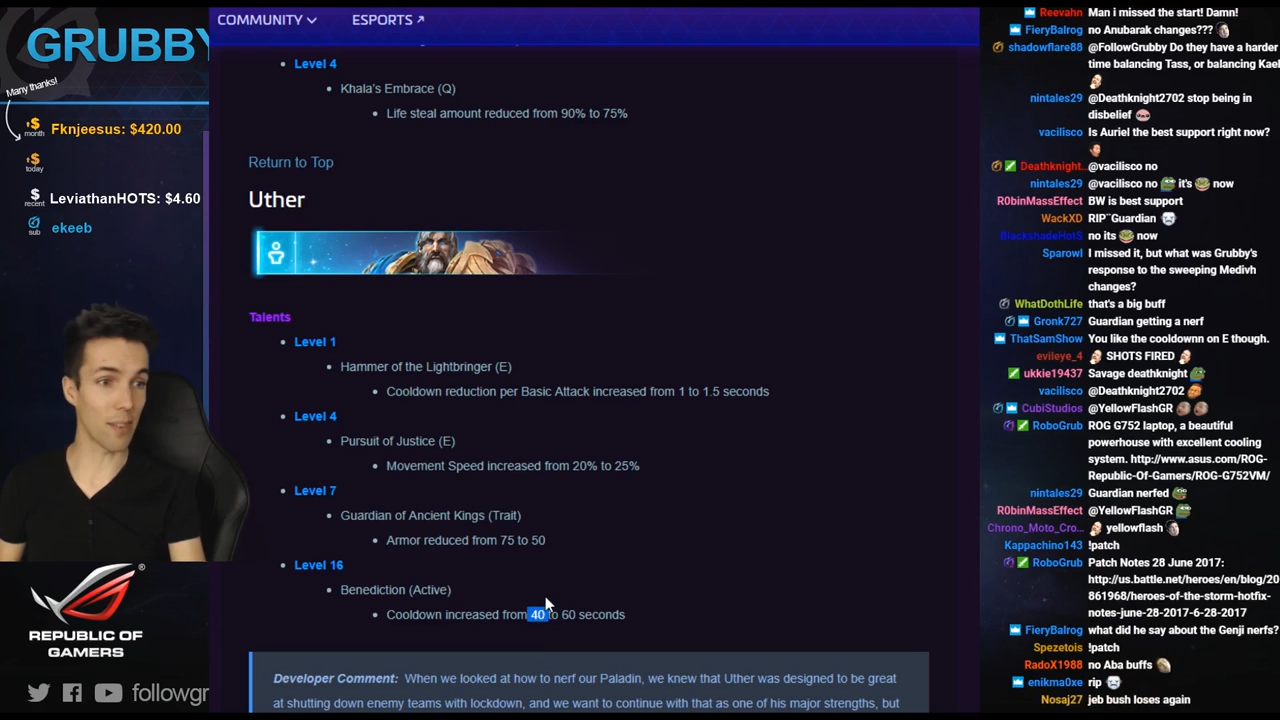 COMMUNITY
ESPORTS
GRUBBY
Many thanks!
month
Fknjeesus: $420.00
today
recent
LeviathanHOTS: $4.60
sub
ekeeb
Level 4
Khala's Embrace (Q)
Life steal amount reduced from 90% to 75%
Return to Top
Uther
Talents
Level 1
Hammer of the Lightbringer (E)
Cooldown reduction per Basic Attack increased from 1 to 1.5 seconds
Level 4
Pursuit of Justice (E)
Movement Speed increased from 20% to 25%
Level 7
Guardian of Ancient Kings (Trait)
Armor reduced from 75 to 50
Level 16
Benediction (Active)
Cooldown increased from 40 to 60 seconds
Developer Comment: When we looked at how to nerf our Paladin, we knew that Uther was designed to be great
at shutting down enemy teams with lockdown, and we want to continue with that as one of his major strengths, but
REPUBLIC OF
GAMERS
followgr
Reevahn Man i missed the start! Damn!
FieryBalrog no Anubarak changes???
shadowflare88 @FollowGrubby Do they have a harder
time balancing Tass, or balancing Kael
nintales29 @Deathknight2702 stop being in
disbelief
vacilisco Is Auriel the best support right now?
Deathknight... @vacilisco no
nintales29 @vacilisco no it's now
R0binMassEffect BW is best support
WackXD RIP¨Guardian
BlackshadeHotS no its now
Sparowl I missed it, but what was Grubby's
response to the sweeping Medivh
changes?
WhatDothLife that's a big buff
Gronk727 Guardian getting a nerf
ThatSamShow You like the cooldownn on E though.
evileye_4 SHOTS FIRED
ukkie19437 Savage deathknight
vacilisco @Deathknight2702
CubiStudios @YellowFlashGR
RoboGrub ROG G752 laptop, a beautiful
powerhouse with excellent cooling
system. http://www.asus.com/ROG-
Republic-Of-Gamers/ROG-G752VM/
nintales29 Guardian nerfed
R0binMassEffect @YellowFlashGR
Chrono_Moto_Cro... yellowflash
Kappachino143 !patch
RoboGrub Patch Notes 28 June 2017:
http://us.battle.net/heroes/en/blog/20
861968/heroes-of-the-storm-hotfix-
notes-june-28-2017-6-28-2017
FieryBalrog what did he say about the Genji nerfs?
Spezetois !patch
RadoX1988 no Aba buffs
enikma0xe rip
Nosaj27 jeb bush loses again